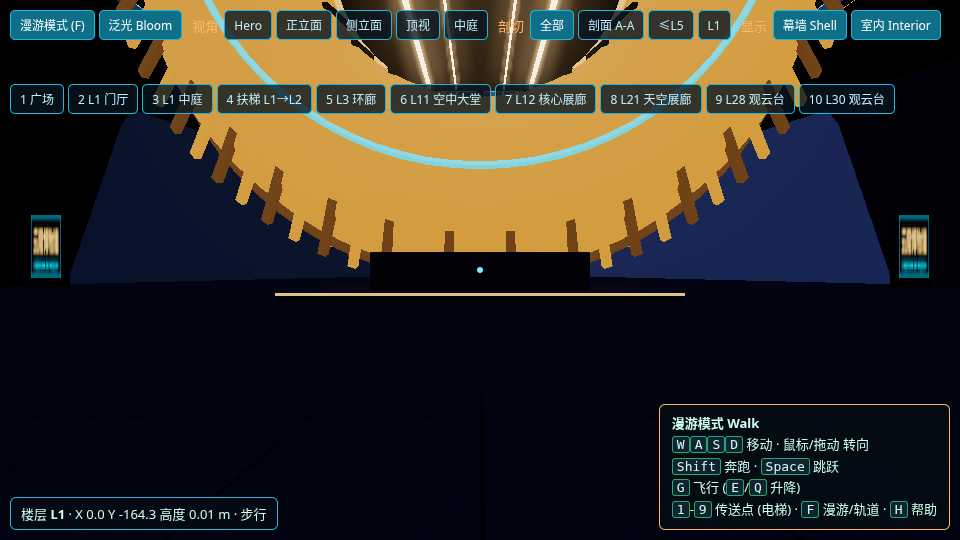 漫游模式 (F) 泛光 Bloom 视角 Hero 正立面 侧立面 顶视 中庭 剖切 全部 剖面 A-A ≤L5 L1 显示 幕墙 Shell 室内 Interior
1 广场 2 L1 门厅 3 L1 中庭 4 扶梯 L1→L2 5 L3 环廊 6 L11 空中大堂 7 L12 核心展廊 8 L21 天空展廊 9 L28 观云台 10 L30 观云台
漫游模式 Walk
W A S D 移动 · 鼠标/拖动 转向
Shift 奔跑 · Space 跳跃
G 飞行 (E/Q 升降)
1-9 传送点 (电梯) · F 漫游/轨道 · H 帮助
楼层 L1 · X 0.0 Y -164.3 高度 0.01 m · 步行